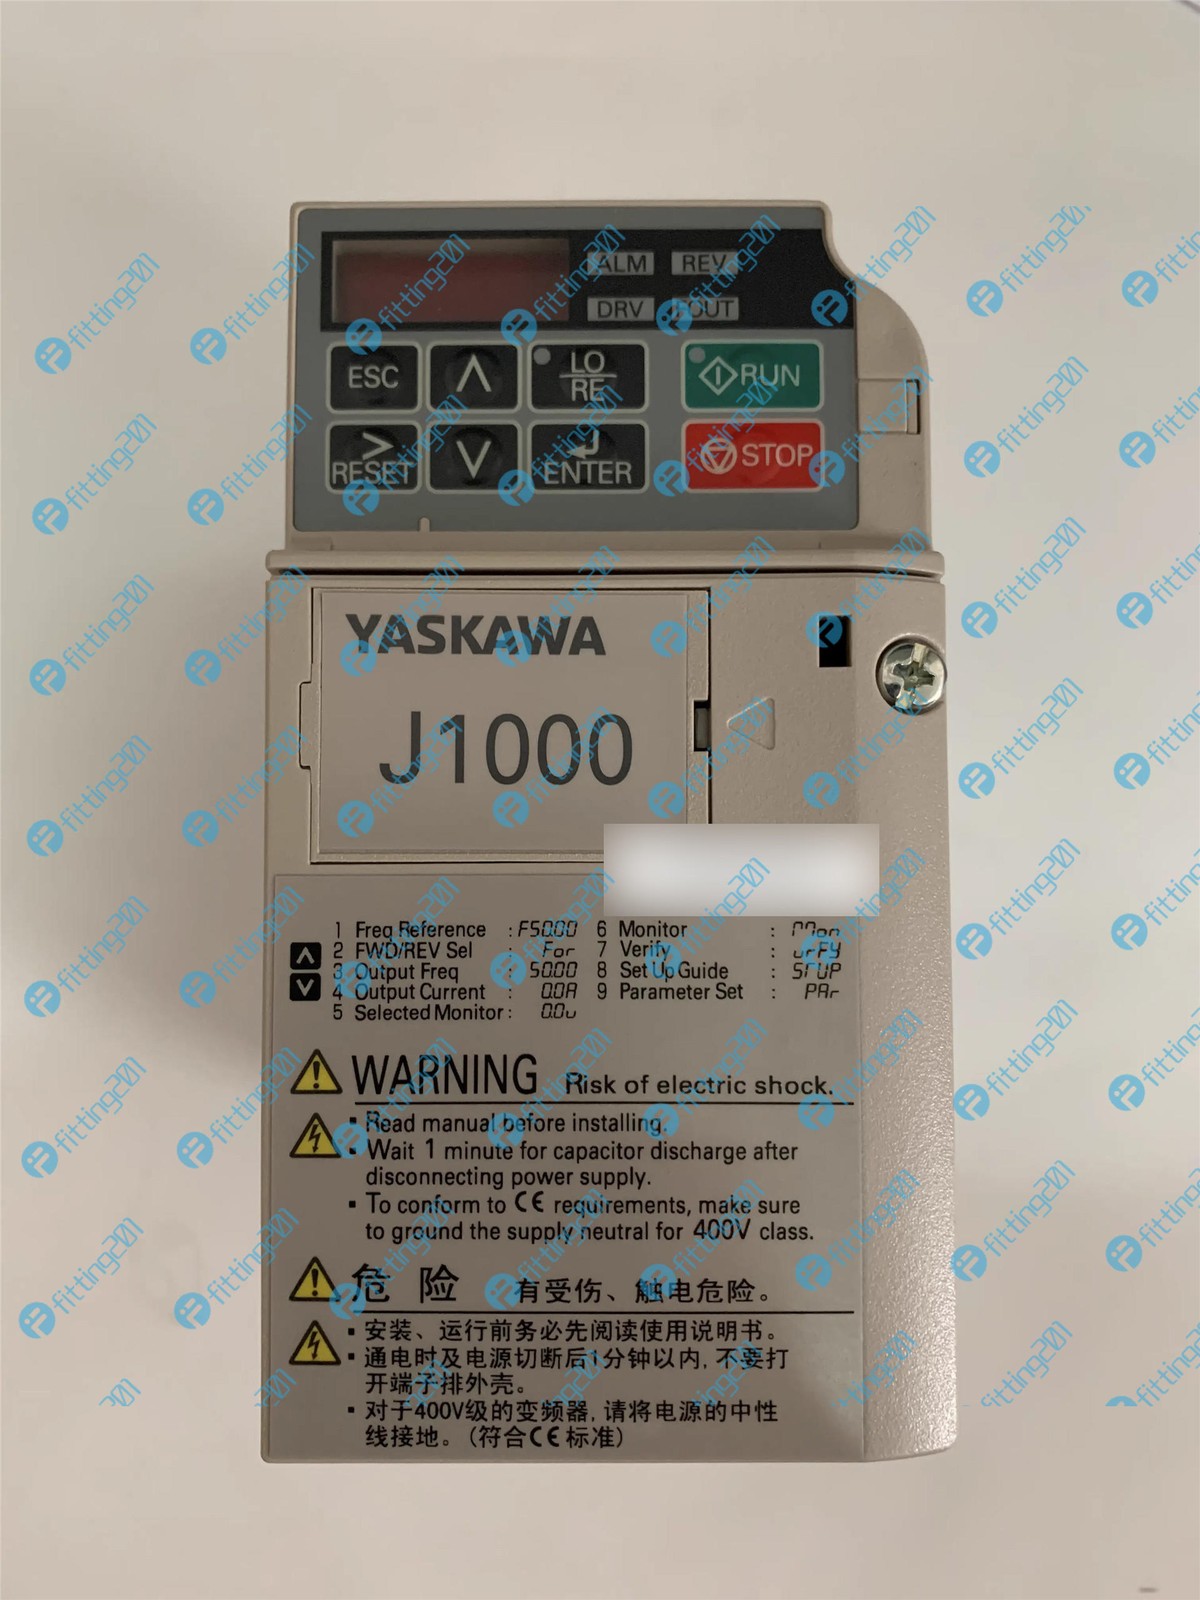 ALM REV
DRV FOUT
ESC
LO
RE
RUN
RESET
ENTER
STOP
YASKAWA
J1000
1 Freq Reference : F50.00 6 Monitor : Mon
2 FWD/REV Sel : For 7 Verify : vrFy
3 Output Freq : 50.00 8 Set Up Guide : STUP
4 Output Current : 0.0A 9 Parameter Set : PAr
5 Selected Monitor : 0.0v
WARNING Risk of electric shock.
▪ Read manual before installing.
▪ Wait 1 minute for capacitor discharge after
disconnecting power supply.
▪ To conform to CE requirements, make sure
to ground the supply neutral for 400V class.
危 险 有受伤、触电危险。
▪ 安装、运行前务必先阅读使用说明书。
▪ 通电时及电源切断后1分钟以内,不要打
开端子排外壳。
▪ 对于400V级的变频器,请将电源的中性
线接地。(符合CE标准)
fitting201